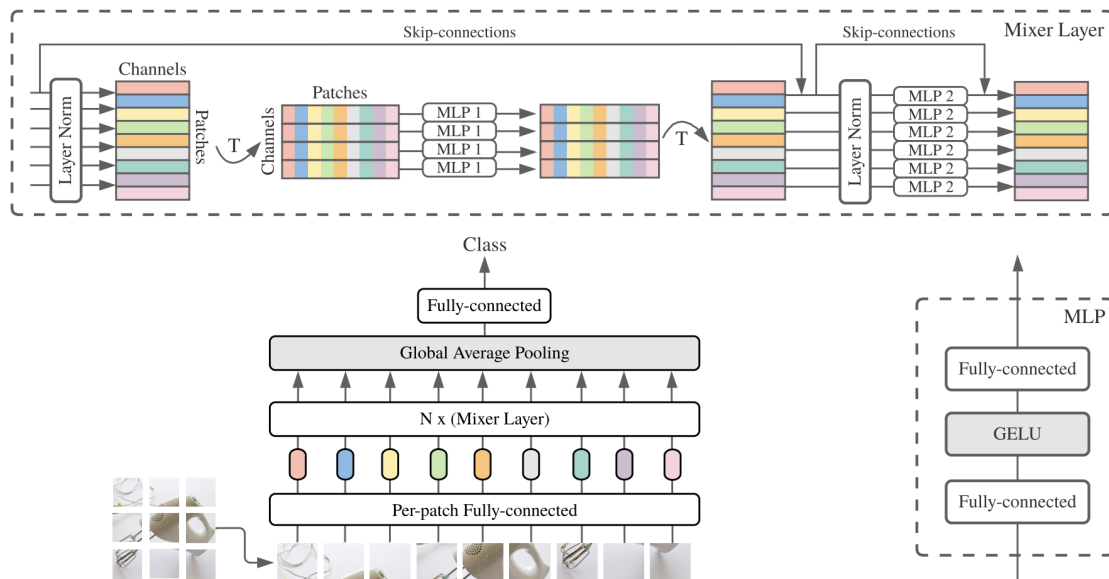 Skip-connections
Skip-connections
Mixer Layer
Layer Norm
Channels
Patches
T
Patches
Channels
MLP 1
MLP 1
MLP 1
MLP 1
T
Layer Norm
MLP 2
MLP 2
MLP 2
MLP 2
MLP 2
MLP 2
Class
Fully-connected
Global Average Pooling
N x (Mixer Layer)
Per-patch Fully-connected
MLP
Fully-connected
GELU
Fully-connected